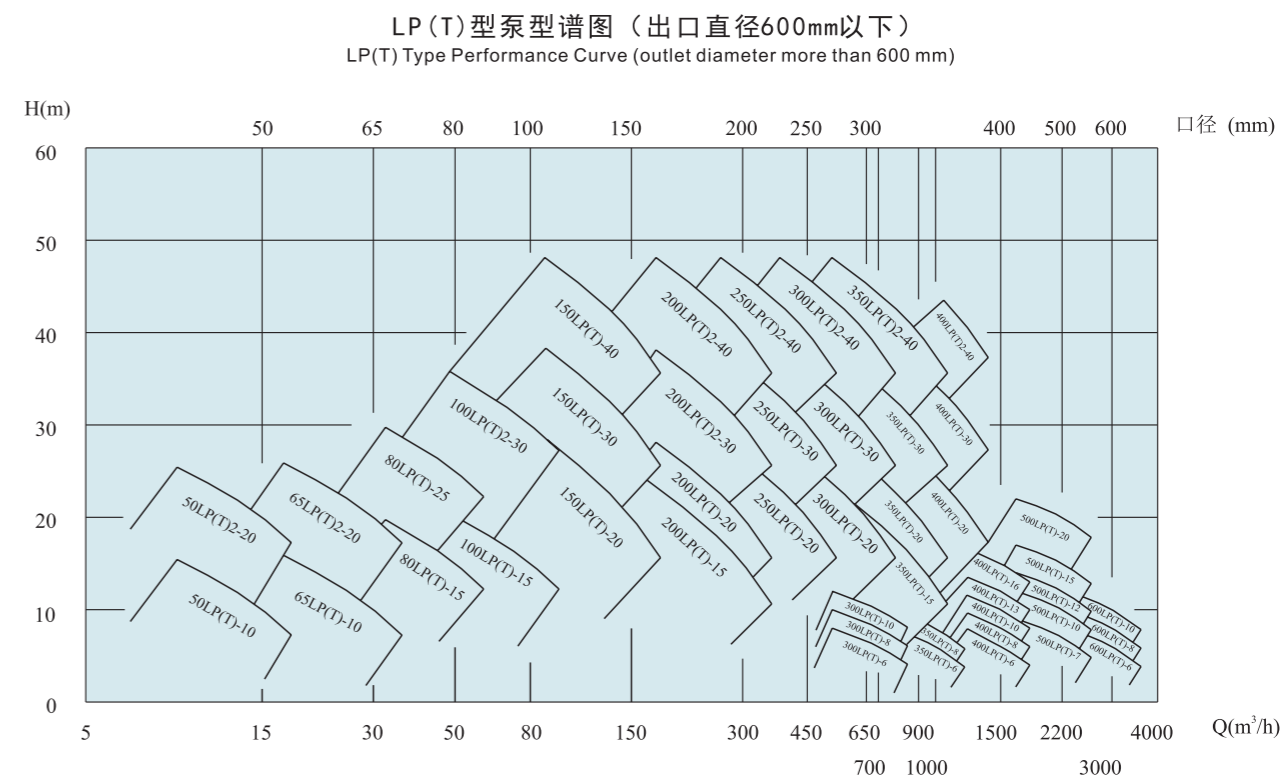 LP(T)型泵型谱图（出口直径600mm以下）
LP(T) Type Performance Curve (outlet diameter more than 600 mm)
H(m)
50 65 80 100 150 200 250 300 400 500 600 口径 (mm)
60
50
40
30
20
10
0
150LP(T)-40
200LP(T)2-40
250LP(T)2-40
300LP(T)2-40
350LP(T)2-40
400LP(T)2-40
100LP(T)2-30
150LP(T)-30
200LP(T)2-30
250LP(T)-30
300LP(T)-30
350LP(T)-30
400LP(T)-30
80LP(T)-25
50LP(T)2-20
65LP(T)2-20
150LP(T)-20
200LP(T)-20
250LP(T)-20
300LP(T)-20
350LP(T)-20
400LP(T)-20
500LP(T)-20
80LP(T)-15
100LP(T)-15
200LP(T)-15
350LP(T)-15
400LP(T)-16
500LP(T)-15
50LP(T)-10
65LP(T)-10
300LP(T)-10
300LP(T)-8
300LP(T)-6
350LP(T)-8
350LP(T)-6
400LP(T)-13
400LP(T)-10
400LP(T)-8
400LP(T)-6
500LP(T)-12
500LP(T)-10
500LP(T)-7
600LP(T)-10
600LP(T)-8
600LP(T)-6
5 15 30 50 80 150 300 450 650 900 1500 2200 4000 Q(m³/h)
700 1000 3000